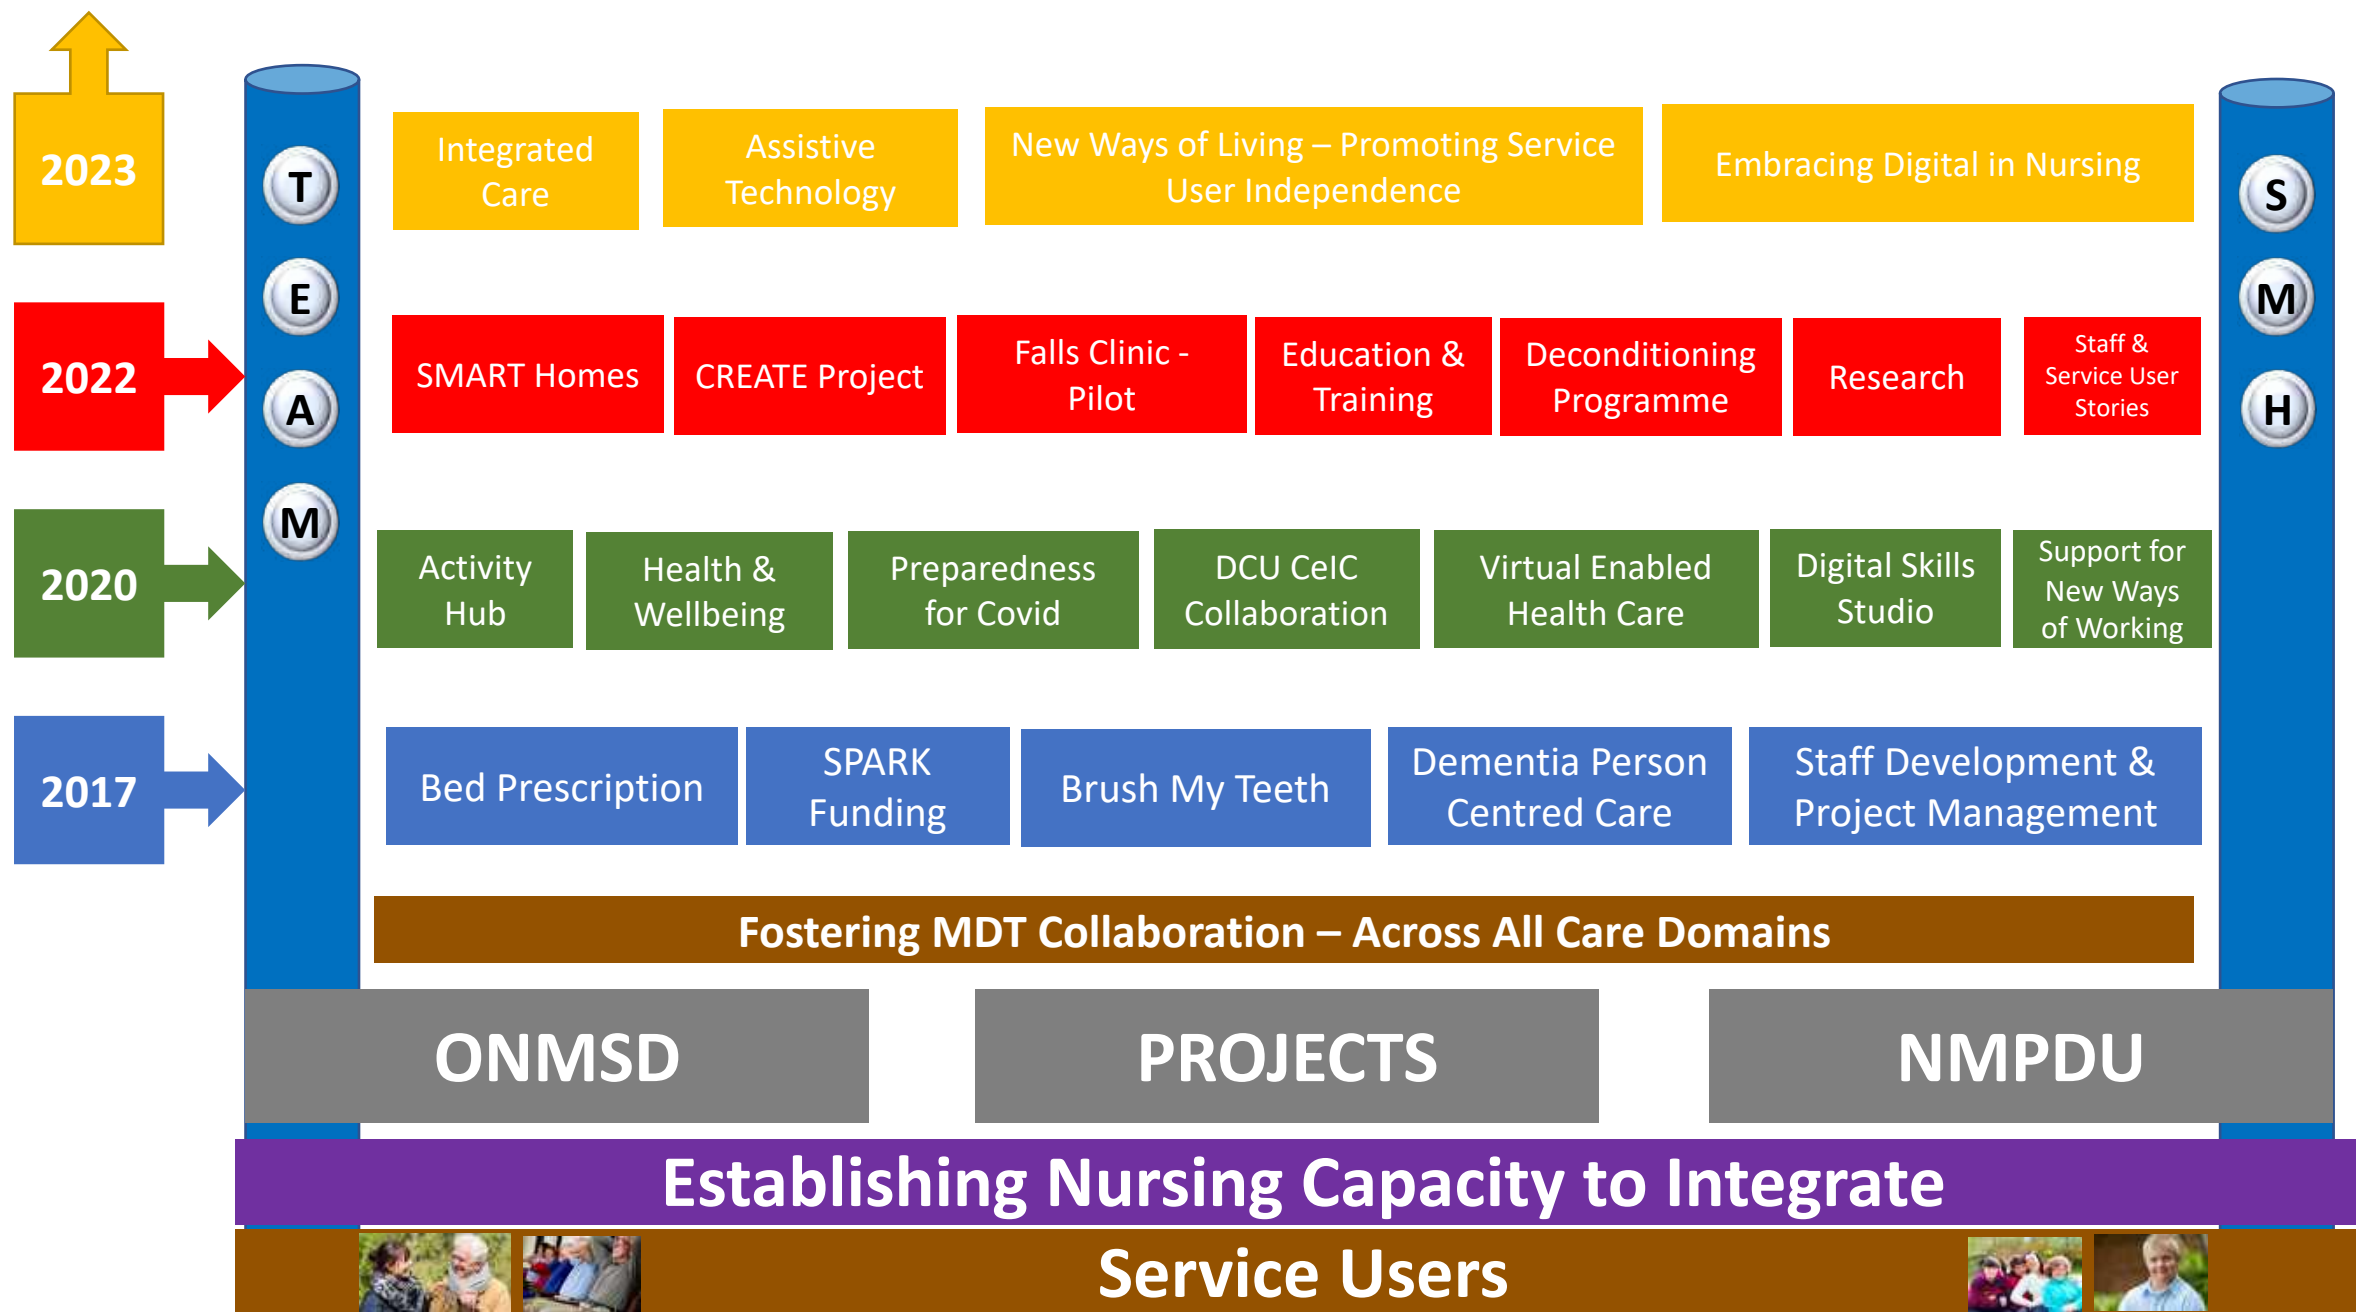 2023
T
E
A
M
Integrated
Care
Assistive
Technology
New Ways of Living – Promoting Service
User Independence
Embracing Digital in Nursing
S
M
H
2022
SMART Homes
CREATE Project
Falls Clinic -
Pilot
Education &
Training
Deconditioning
Programme
Research
Staff &
Service User
Stories
2020
Activity
Hub
Health &
Wellbeing
Preparedness
for Covid
DCU CeIC
Collaboration
Virtual Enabled
Health Care
Digital Skills
Studio
Support for
New Ways
of Working
2017
Bed Prescription
SPARK
Funding
Brush My Teeth
Dementia Person
Centred Care
Staff Development &
Project Management
Fostering MDT Collaboration – Across All Care Domains
ONMSD
PROJECTS
NMPDU
Establishing Nursing Capacity to Integrate
Service Users